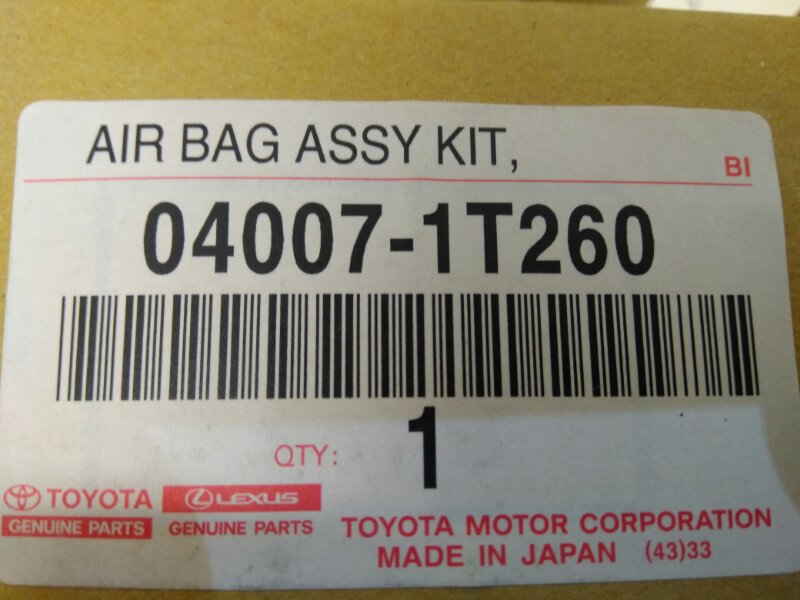 AIR BAG ASSY KIT,
BI
04007-1T260
QTY: 1
TOYOTA
GENUINE PARTS
LEXUS
GENUINE PARTS
TOYOTA MOTOR CORPORATION
MADE IN JAPAN (43)33